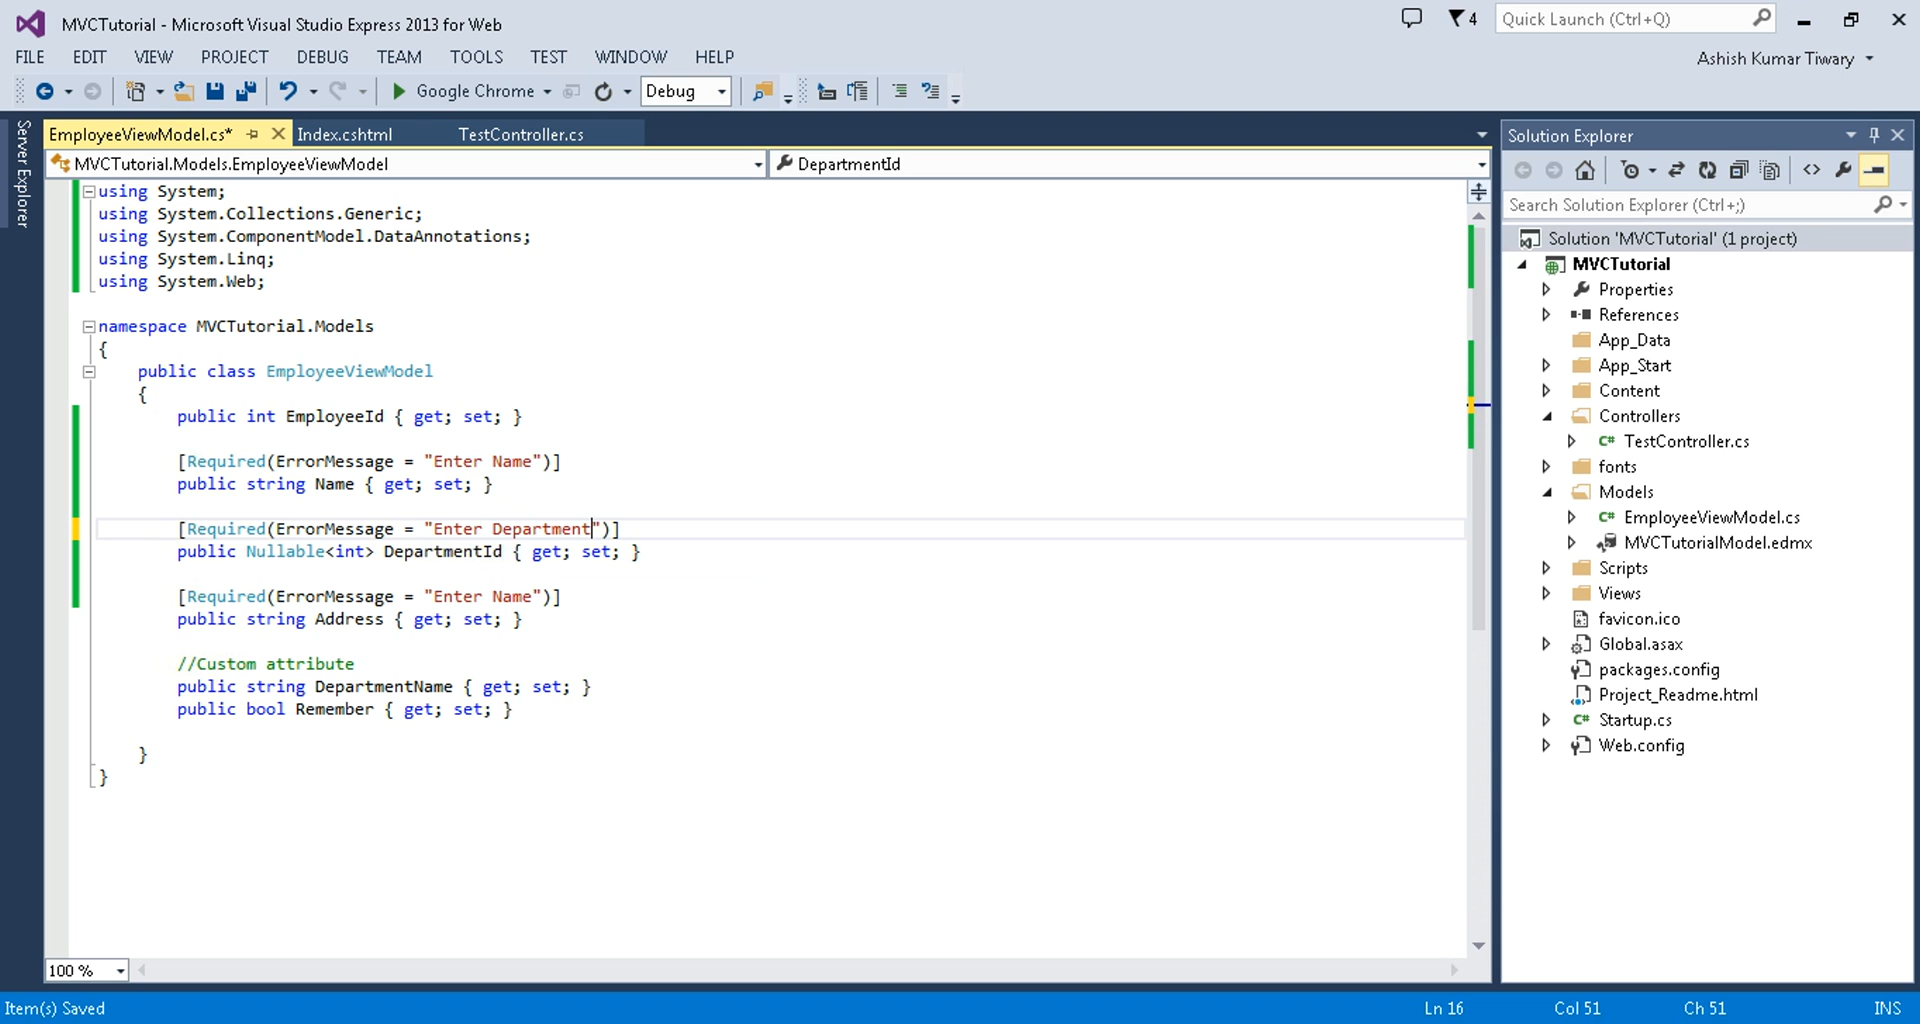 MVCTutorial - Microsoft Visual Studio Express 2013 for Web
4
Quick Launch (Ctrl+Q)
FILE EDIT VIEW PROJECT DEBUG TEAM TOOLS TEST WINDOW HELP
Ashish Kumar Tiwary
Google Chrome Debug
Server Explorer
EmployeeViewModel.cs* Index.cshtml TestController.cs
MVCTutorial.Models.EmployeeViewModel DepartmentId
using System;
using System.Collections.Generic;
using System.ComponentModel.DataAnnotations;
using System.Linq;
using System.Web;
namespace MVCTutorial.Models
{
public class EmployeeViewModel
{
public int EmployeeId { get; set; }
[Required(ErrorMessage = "Enter Name")]
public string Name { get; set; }
[Required(ErrorMessage = "Enter Department")]
public Nullable<int> DepartmentId { get; set; }
[Required(ErrorMessage = "Enter Name")]
public string Address { get; set; }
//Custom attribute
public string DepartmentName { get; set; }
public bool Remember { get; set; }
}
}
100 %
Solution Explorer
Search Solution Explorer (Ctrl+;)
Solution 'MVCTutorial' (1 project)
MVCTutorial
Properties
References
App_Data
App_Start
Content
Controllers
C# TestController.cs
fonts
Models
C# EmployeeViewModel.cs
MVCTutorialModel.edmx
Scripts
Views
favicon.ico
Global.asax
packages.config
Project_Readme.html
C# Startup.cs
Web.config
Item(s) Saved Ln 16 Col 51 Ch 51 INS